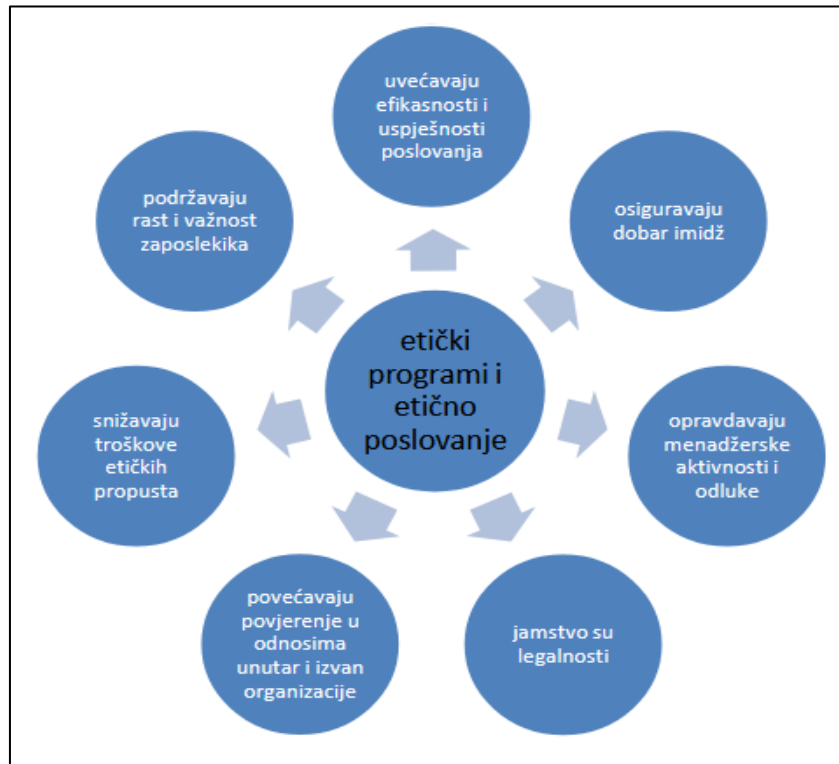 uvećavaju
efikasnosti i
uspješnosti
poslovanja
osiguravaju
dobar imidž
opravdavaju
menadžerske
aktivnosti i
odluke
jamstvo su
legalnosti
povećavaju
povjerenje u
odnosima
unutar i izvan
organizacije
snižavaju
troškove
etičkih
propusta
podržavaju
rast i važnost
zaposlekika
etički
programi i
etično
poslovanje